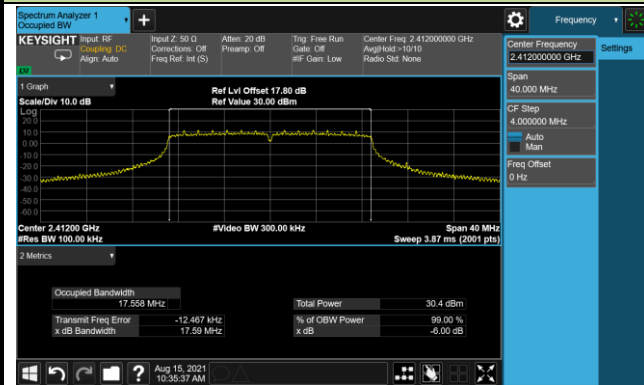 Spectrum Analyzer 1
Occupied BW
+
Frequency
KEYSIGHT
Input: RF
Coupling: DC
Align: Auto
Input Z: 50 Ω
Corrections: Off
Freq Ref: Int (S)
Atten: 20 dB
Preamp: Off
Trig: Free Run
Gate: Off
#IF Gain: Low
Center Freq: 2.412000000 GHz
Avg|Hold:>10/10
Radio Std: None
Center Frequency
2.412000000 GHz
Settings
Span
40.000 MHz
CF Step
4.000000 MHz
Auto
Man
Freq Offset
0 Hz
1 Graph
Scale/Div 10.0 dB
Ref Lvl Offset 17.80 dB
Ref Value 30.00 dBm
Log
20.0
10.0
0.00
-10.0
-20.0
-30.0
-40.0
-50.0
-60.0
Center 2.41200 GHz
#Video BW 300.00 kHz
Span 40 MHz
#Res BW 100.00 kHz
Sweep 3.87 ms (2001 pts)
2 Metrics
Occupied Bandwidth
17.558 MHz
Total Power 30.4 dBm
Transmit Freq Error -12.467 kHz
% of OBW Power 99.00 %
x dB Bandwidth 17.59 MHz
x dB -6.00 dB
?
Aug 15, 2021
10:35:37 AM